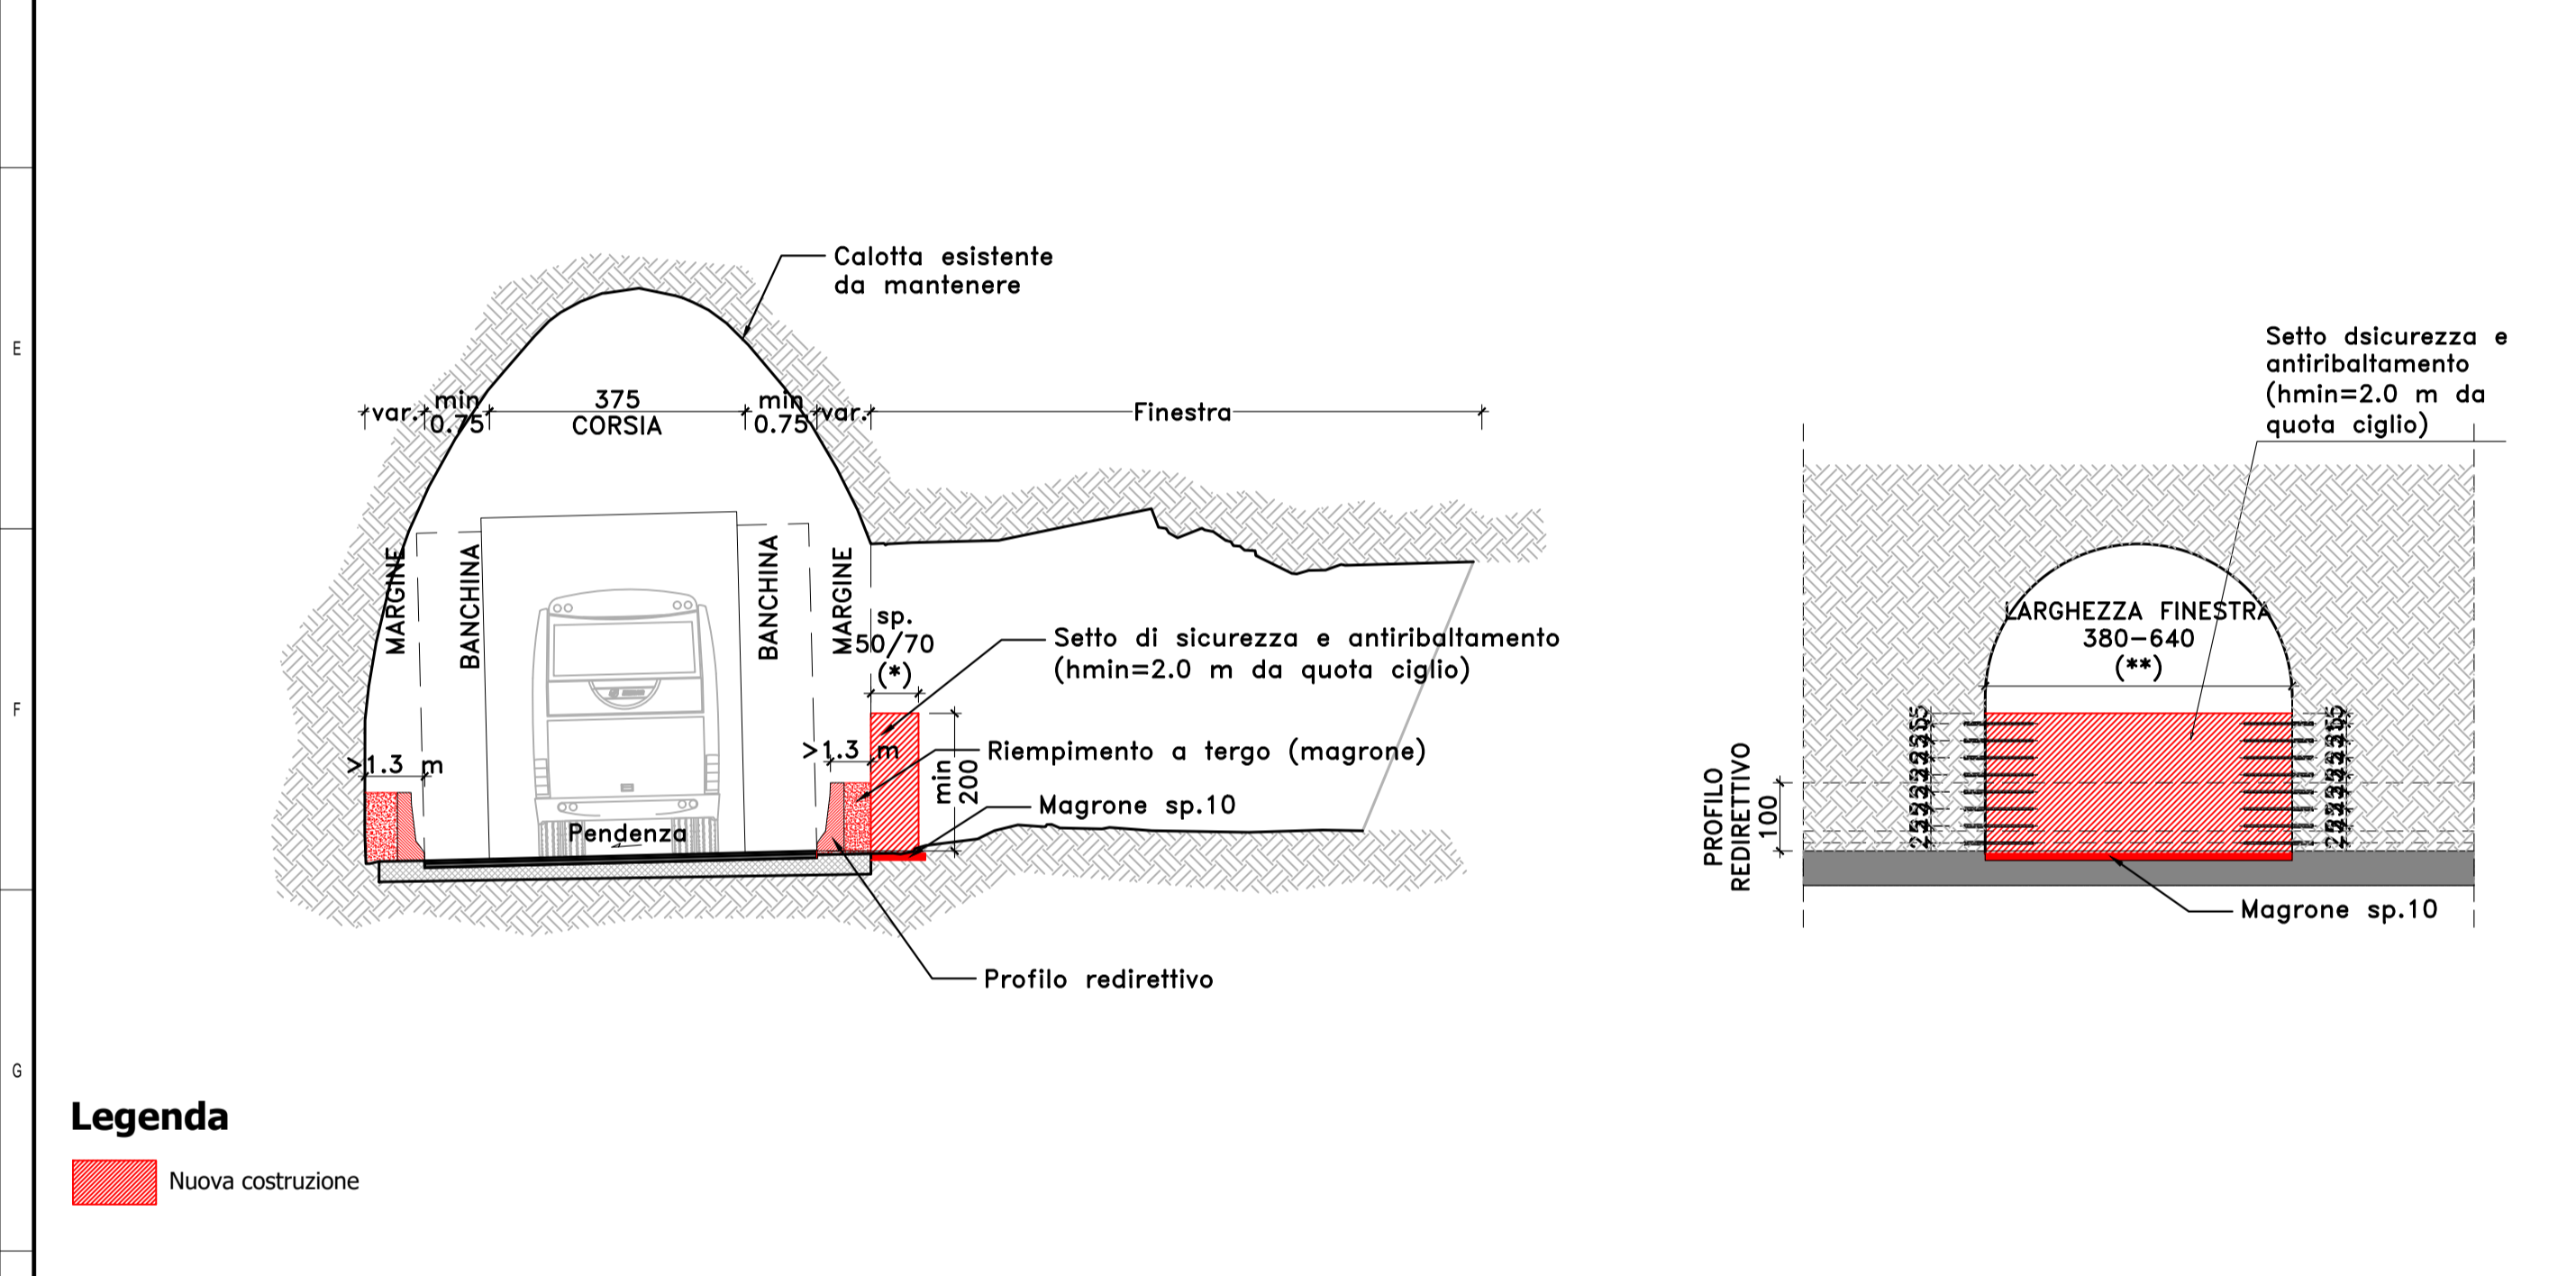 E
F
G
Calotta esistente
da mantenere
var.
min
0.75
375
CORSIA
min
0.75
var.
Finestra
MARGINE
BANCHINA
BANCHINA
MARGINE
sp.
50/70
(*)
Setto di sicurezza e antiribaltamento
(hmin=2.0 m da quota ciglio)
>1.3 m
>1.3 m
Riempimento a tergo (magrone)
min
200
Magrone sp.10
Pendenza
Profilo redirettivo
Setto dsicurezza e
antiribaltamento
(hmin=2.0 m da
quota ciglio)
LARGHEZZA FINESTRA
380-640
(**)
PROFILO
REDIRETTIVO
100
Magrone sp.10
Legenda
Nuova costruzione